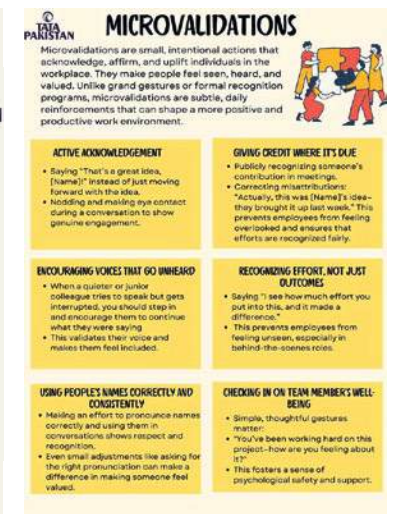 TATA
PAKISTAN
MICROVALIDATIONS
Microvalidations are small, intentional actions that
acknowledge, affirm, and uplift individuals in the
workplace. They make people feel seen, heard, and
valued. Unlike grand gestures or formal recognition
programs, microvalidations are subtle, daily
reinforcements that can shape a more positive and
productive work environment.
ACTIVE ACKNOWLEDGEMENT
• Saying "That's a great idea,
[Name]!" instead of just moving
forward with the idea.
• Nodding and making eye contact
during a conversation to show
genuine engagement.
GIVING CREDIT WHERE IT'S DUE
• Publicly recognizing someone's
contribution in meetings.
• Correcting misattributions:
"Actually, this was [Name]'s idea–
they brought it up last week." This
prevents employees from feeling
overlooked and ensures that
efforts are recognized fairly.
ENCOURAGING VOICES THAT GO UNHEARD
• When a quieter or junior
colleague tries to speak but gets
interrupted, you should step in
and encourage them to continue
what they were saying
• This validates their voice and
makes them feel included.
RECOGNIZING EFFORT, NOT JUST
OUTCOMES
• Saying "I see how much effort you
put into this, and it made a
difference."
• This prevents employees from
feeling unseen, especially in
behind-the-scenes roles.
USING PEOPLE'S NAMES CORRECTLY AND
CONSISTENTLY
• Making an effort to pronounce names
correctly and using them in
conversations shows respect and
recognition.
• Even small adjustments like asking for
the right pronunciation can make a
difference in making someone feel
valued.
CHECKING IN ON TEAM MEMBER'S WELL-
BEING
• Simple, thoughtful gestures
matter:
• "You've been working hard on this
project–how are you feeling about
it?"
• This fosters a sense of
psychological safety and support.